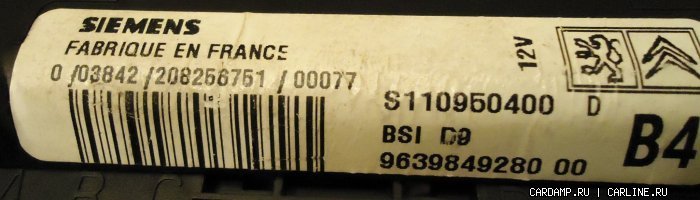 SIEMENS
FABRIQUE EN FRANCE
0 /03842 /208256751 /00077
12V
S110950400 D
BSI D9
9639849280 00
B4
CARDAMP.RU | CARLINE.RU